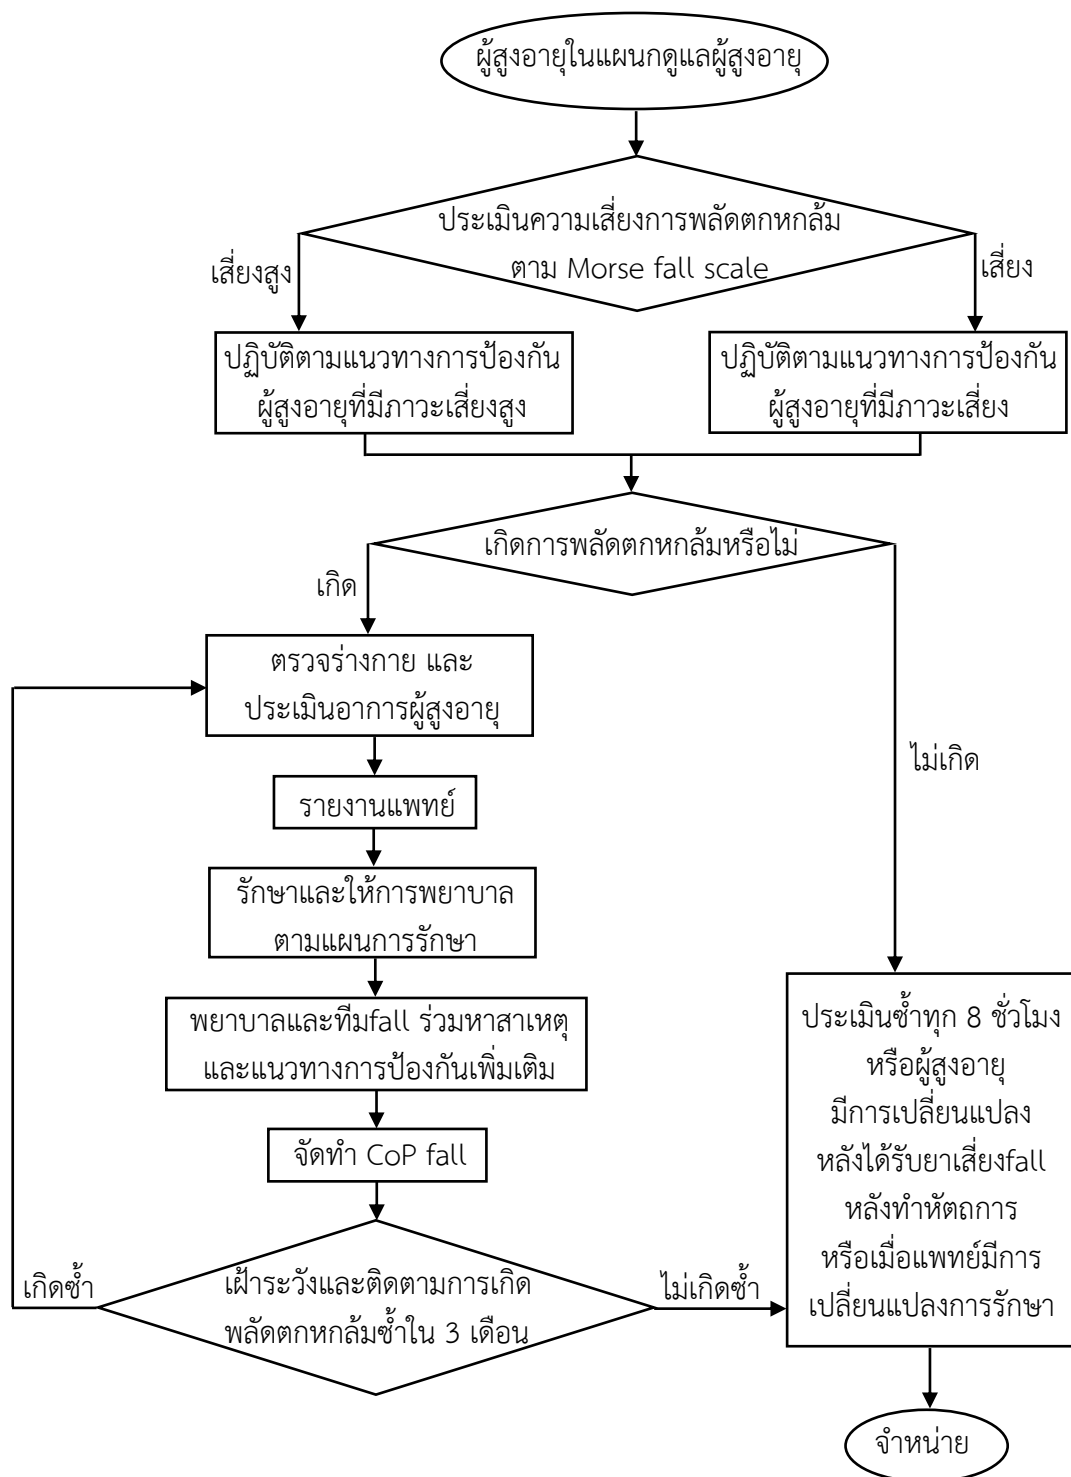 ผู้สูงอายุในแผนกดูแลผู้สูงอายุ
ประเมินความเสี่ยงการพลัดตกหกล้ม
ตาม Morse fall scale
เสี่ยงสูง
เสี่ยง
ปฏิบัติตามแนวทางการป้องกัน
ผู้สูงอายุที่มีภาวะเสี่ยงสูง
ปฏิบัติตามแนวทางการป้องกัน
ผู้สูงอายุที่มีภาวะเสี่ยง
เกิดการพลัดตกหกล้มหรือไม่
เกิด
ไม่เกิด
ตรวจร่างกาย และ
ประเมินอาการผู้สูงอายุ
รายงานแพทย์
รักษาและให้การพยาบาล
ตามแผนการรักษา
พยาบาลและทีมfall ร่วมหาสาเหตุ
และแนวทางการป้องกันเพิ่มเติม
จัดทำ CoP fall
เฝ้าระวังและติดตามการเกิด
พลัดตกหกล้มซ้ำใน 3 เดือน
เกิดซ้ำ
ไม่เกิดซ้ำ
ประเมินซ้ำทุก 8 ชั่วโมง
หรือผู้สูงอายุ
มีการเปลี่ยนแปลง
หลังได้รับยาเสี่ยงfall
หลังทำหัตถการ
หรือเมื่อแพทย์มีการ
เปลี่ยนแปลงการรักษา
จำหน่าย